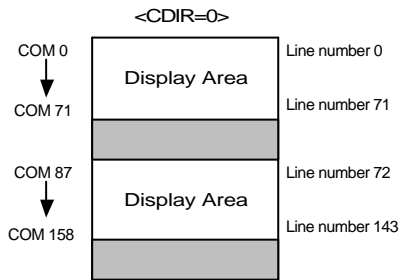 <CDIR=0>
COM 0
Line number 0
Display Area
COM 71
Line number 71
COM 87
Line number 72
Display Area
COM 158
Line number 143